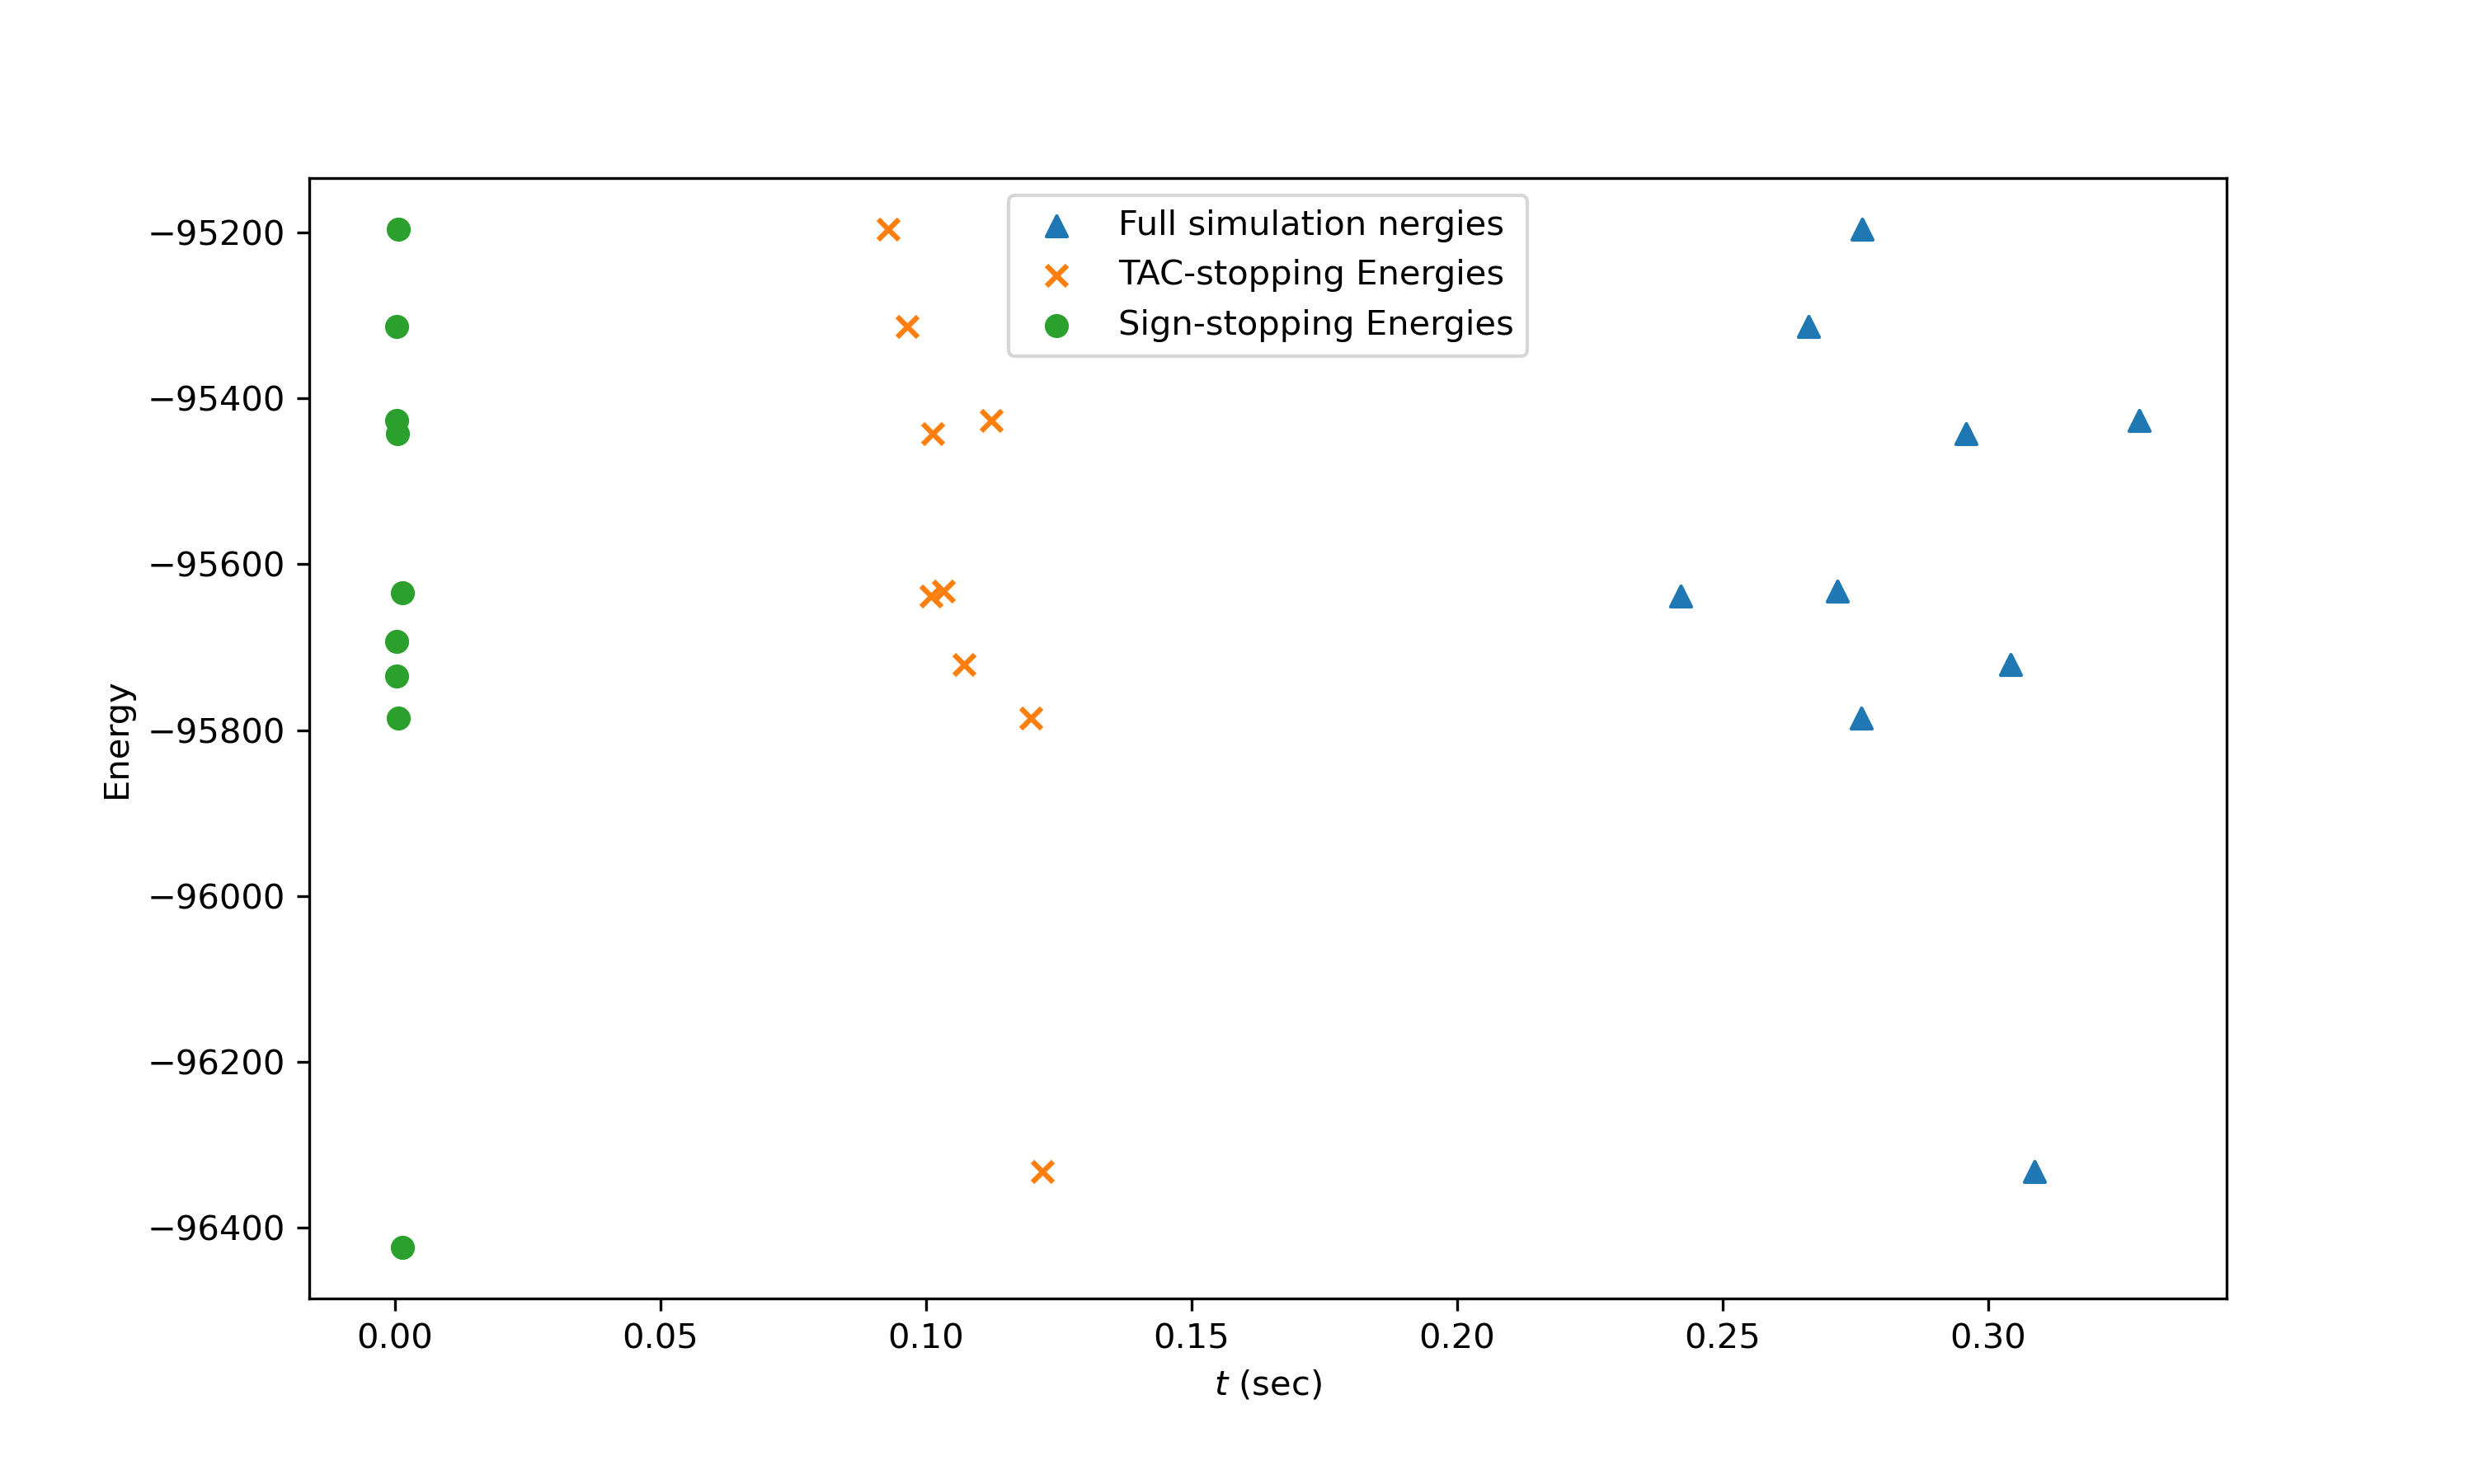 Full simulation nergies
TAC-stopping Energies
Sign-stopping Energies
−95200
−95400
−95600
−95800
−96000
−96200
−96400
Energy
0.00 0.05 0.10 0.15 0.20 0.25 0.30
t (sec)